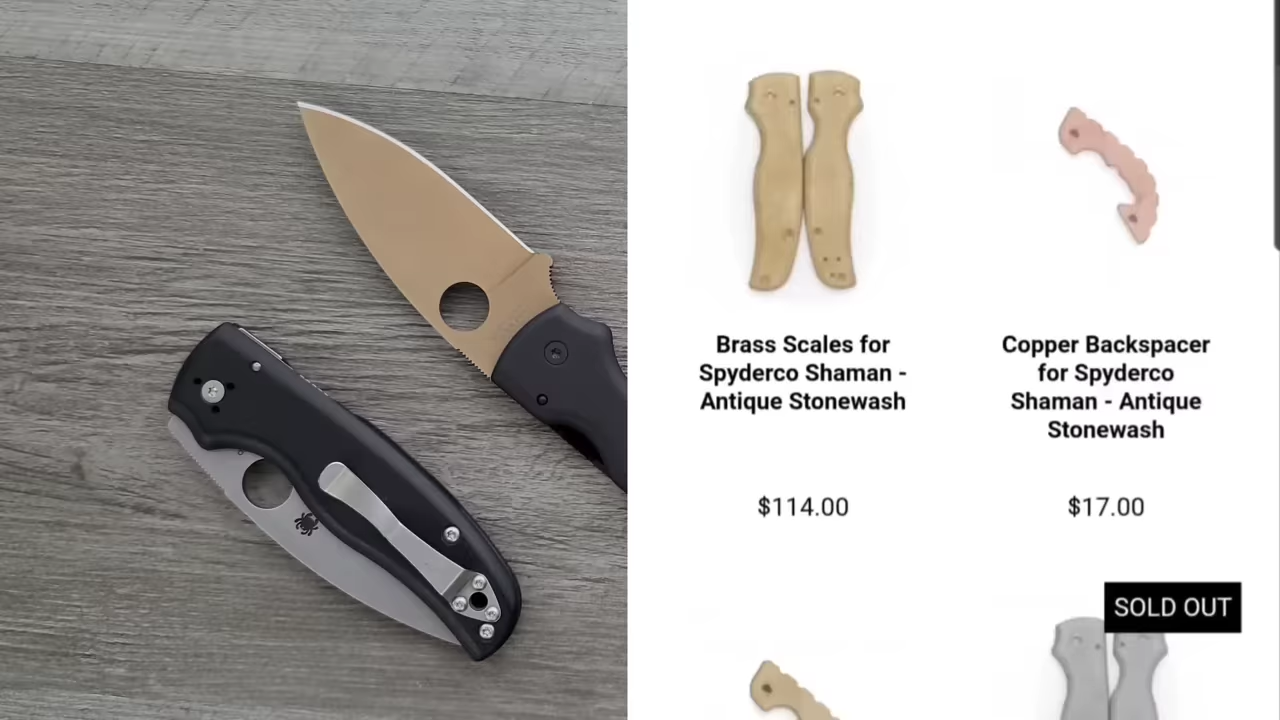 Brass Scales for
Spyderco Shaman -
Antique Stonewash
$114.00
Copper Backspacer
for Spyderco
Shaman - Antique
Stonewash
$17.00
SOLD OUT